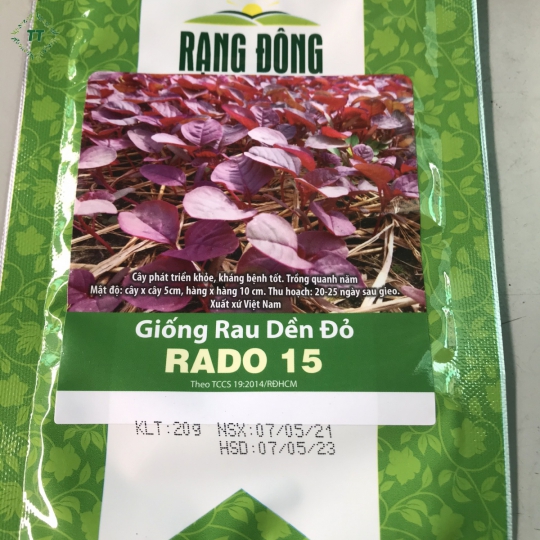 TT
RẠNG ĐÔNG
Cây phát triển khỏe, kháng bệnh tốt. Trồng quanh năm
Mật độ: cây x cây 5cm, hàng x hàng 10 cm. Thu hoạch: 20-25 ngày sau gieo.
Xuất xứ Việt Nam
Giống Rau Dền Đỏ
RADO 15
Theo TCCS 19:2014/RĐHCM
KLT:20g NSX:07/05/21
HSD:07/05/23